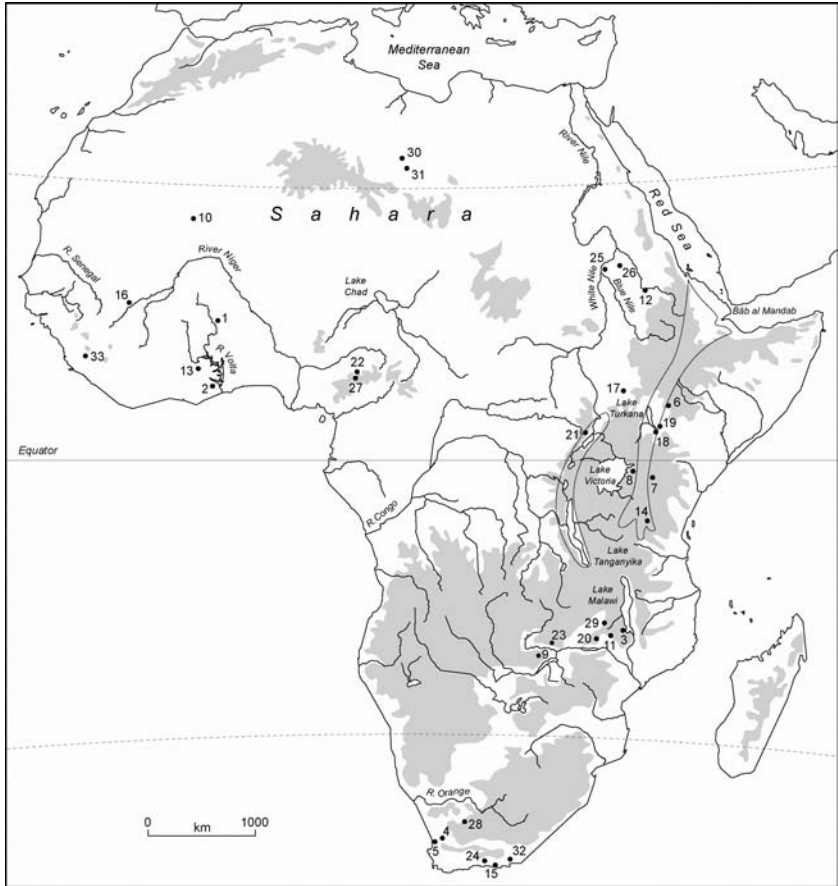 Mediterranean
Sea
30
31
River Nile
Red Sea
Sahara
10
R. Senegal
River Niger
25
26
White Nile
Blue Nile
12
Lake
Chad
16
1
Bāb al Mandab
33
R. Volta
13
2
22
27
17
Lake
Turkana
6
19
18
21
Equator
Lake
Victoria
8
7
R.Congo
14
Lake
Tanganyika
Lake
Malawi
29
23
20
11
3
9
R. Orange
28
4
5
24
32
15
0
1000
km